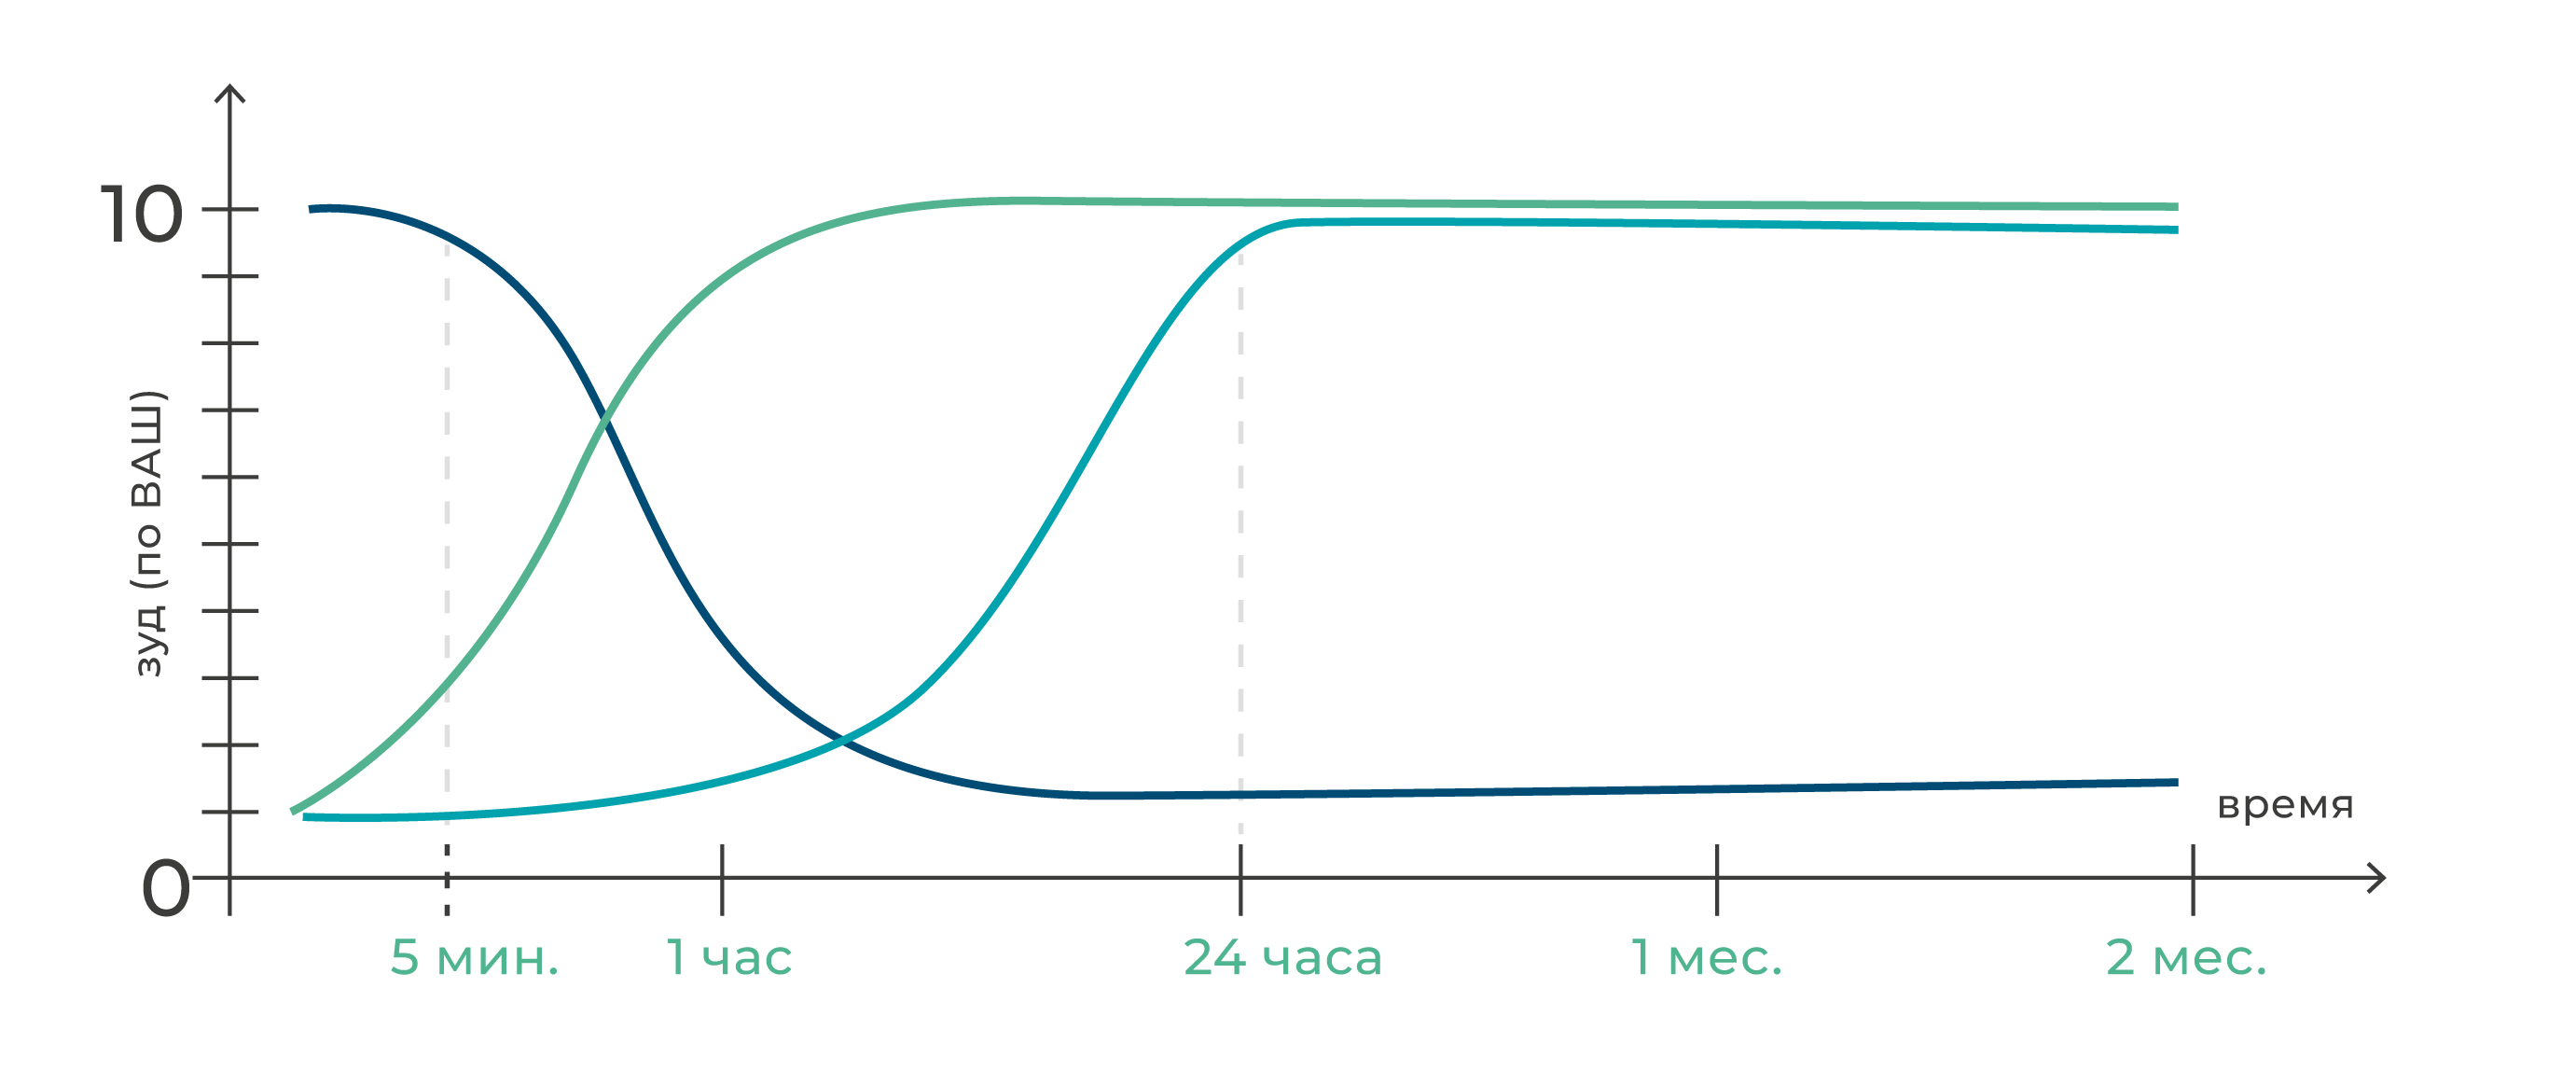 10
зуд (по ВАШ)
время
0
5 мин.
1 час
24 часа
1 мес.
2 мес.